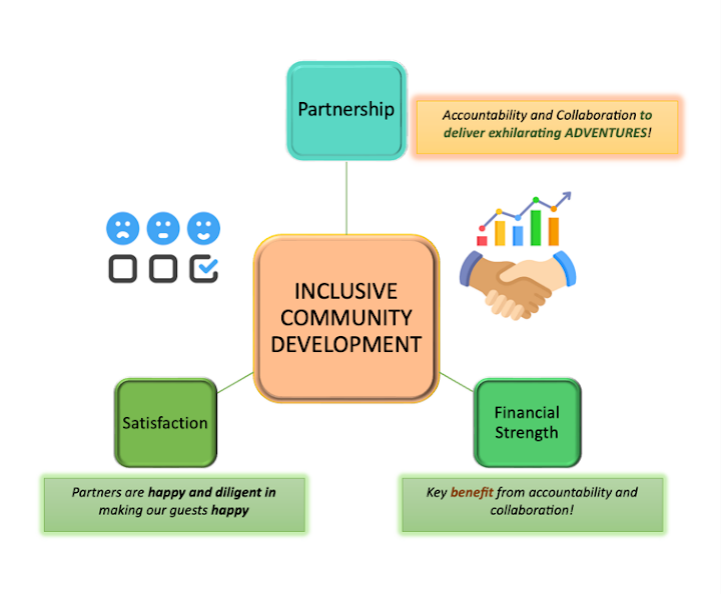 Partnership
Accountability and Collaboration to
deliver exhilarating ADVENTURES!
INCLUSIVE
COMMUNITY
DEVELOPMENT
Satisfaction
Partners are happy and diligent in
making our guests happy
Financial
Strength
Key benefit from accountability and
collaboration!